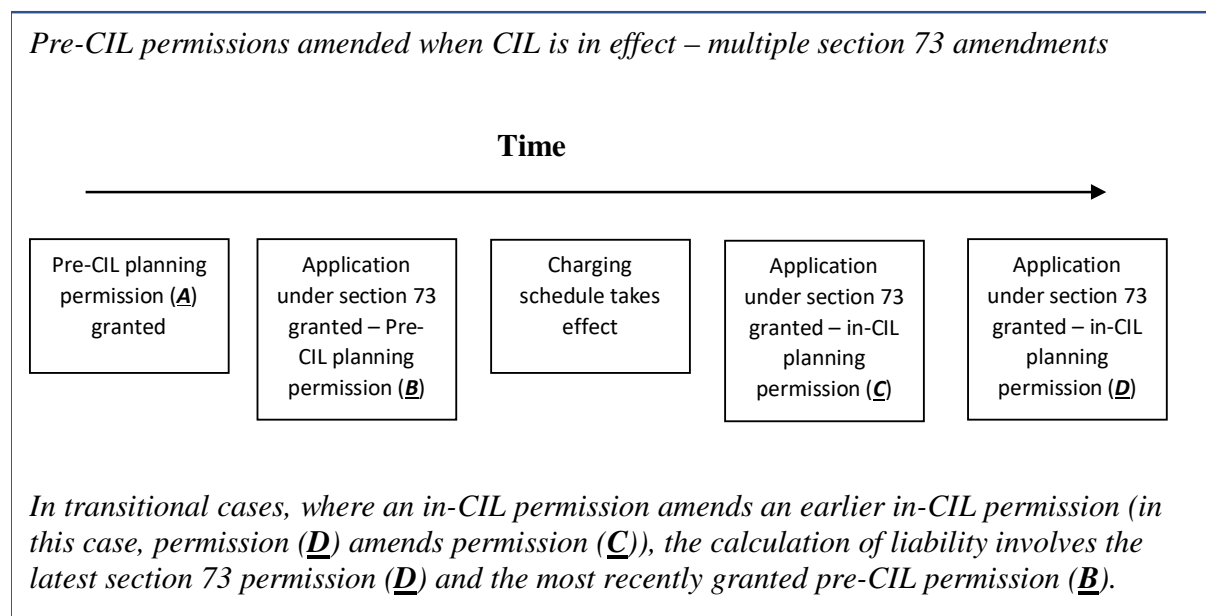 Pre-CIL permissions amended when CIL is in effect – multiple section 73 amendments
Time
Pre-CIL planning
permission (A)
granted
Application
under section 73
granted – Pre-
CIL planning
permission (B)
Charging
schedule takes
effect
Application
under section 73
granted – in-CIL
planning
permission (C)
Application
under section 73
granted – in-CIL
planning
permission (D)
In transitional cases, where an in-CIL permission amends an earlier in-CIL permission (in
this case, permission (D) amends permission (C)), the calculation of liability involves the
latest section 73 permission (D) and the most recently granted pre-CIL permission (B).